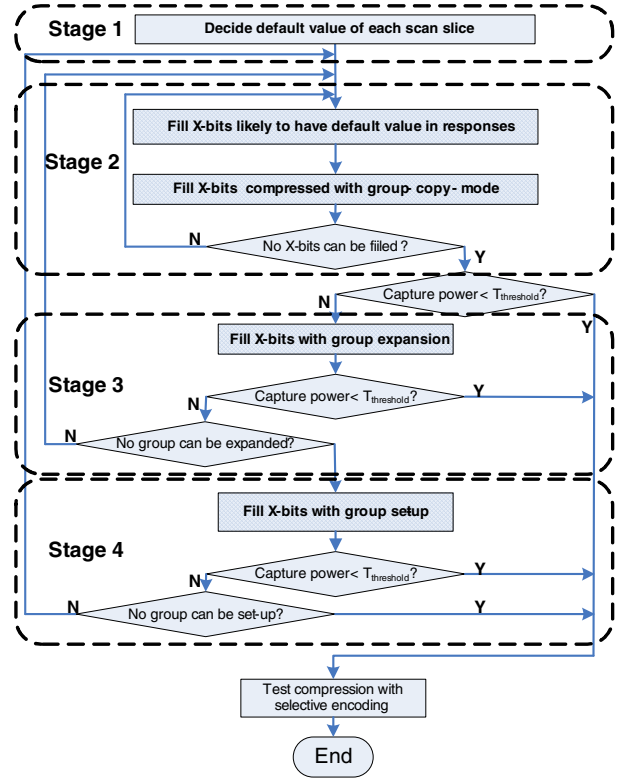 Stage 1
Decide default value of each scan slice
Stage 2
Fill X-bits likely to have default value in responses
Fill X-bits compressed with group- copy- mode
N
No X-bits can be fiiled ?
Y
Capture power< Tthreshold?
N
Y
Stage 3
Fill X-bits with group expansion
Capture power< Tthreshold?
N
Y
N
No group can be expanded?
Stage 4
Fill X-bits with group set-up
Capture power< Tthreshold?
N
Y
N
No group can be set-up?
Y
Test compression with
selective encoding
End